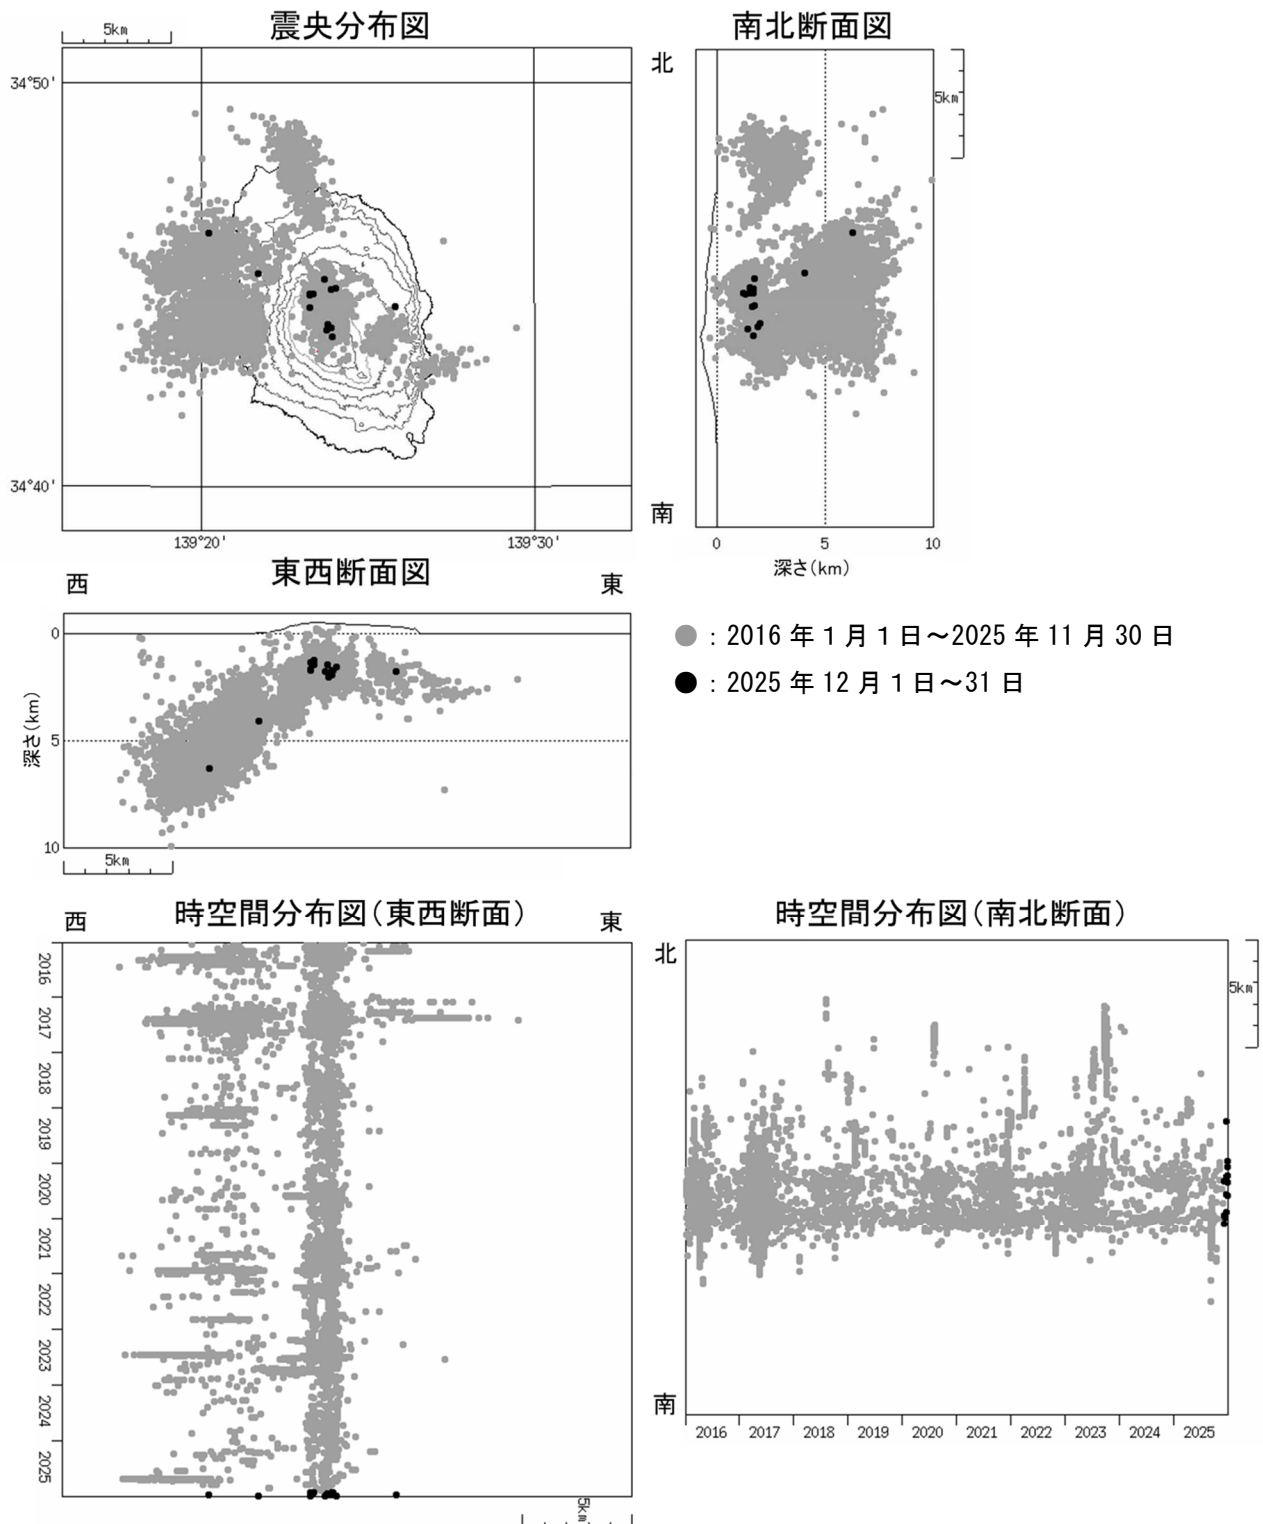 震央分布図
5km
34°50'
34°40'
139°20'
139°30'
南北断面図
北
南
5km
0
5
10
深さ(km)
東西断面図
西
東
0
5
10
深さ(km)
5km
● : 2016 年 1 月 1 日～2025 年 11 月 30 日
● : 2025 年 12 月 1 日～31 日
時空間分布図(東西断面)
西
東
2016
2017
2018
2019
2020
2021
2022
2023
2024
2025
5km
時空間分布図(南北断面)
北
南
5km
2016 2017 2018 2019 2020 2021 2022 2023 2024 2025